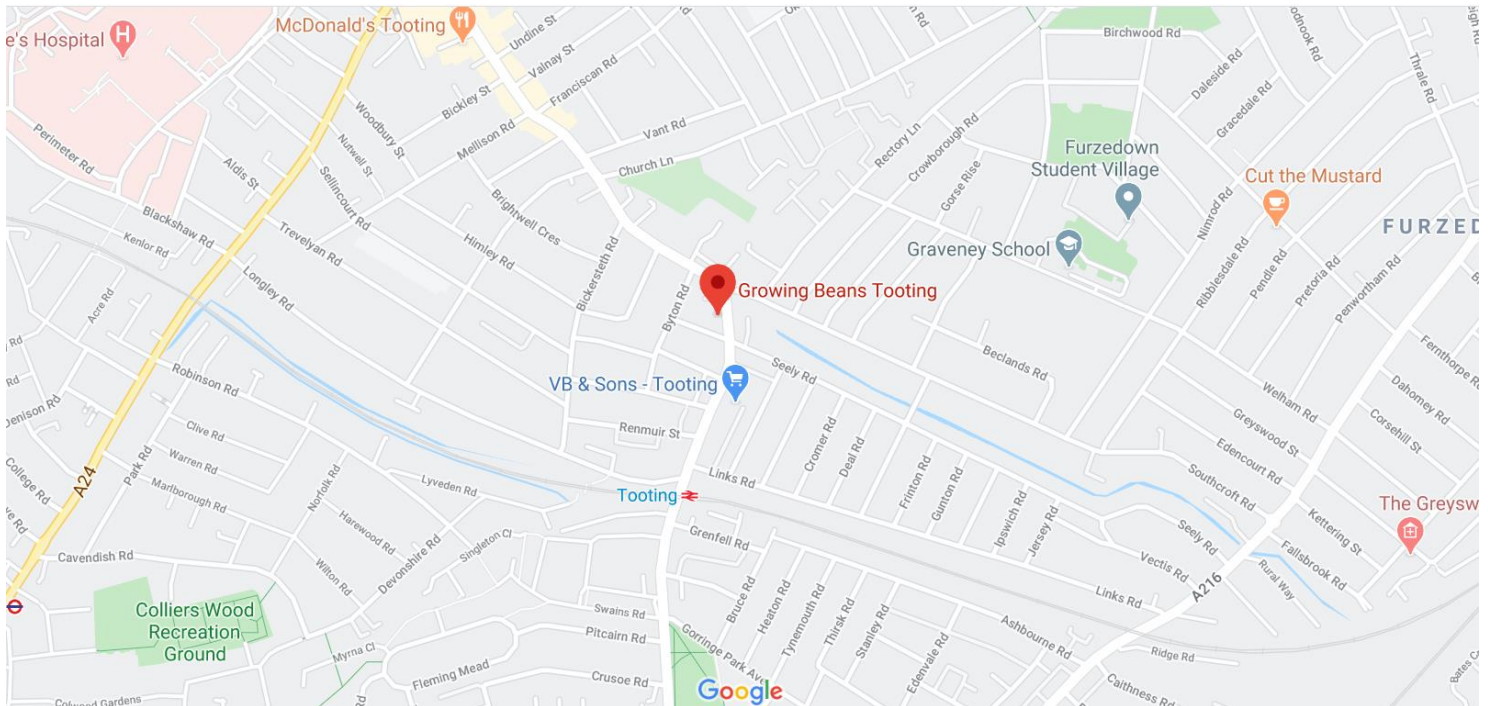 e's Hospital
H
McDonald's Tooting
Undine St
Valnay St
Franciscan Rd
Bickley St
Mellison Rd
Woodbury St
Nutwell St
Sellincourt Rd
Perimeter Rd
Aldis St
Blackshaw Rd
Kenlor Rd
Trevelyan Rd
Longley Rd
Himley Rd
Brightwell Cres
Bickersteth Rd
Byton Rd
Vant Rd
Church Ln
Rectory Ln
Crowborough Rd
Gorse Rise
Birchwood Rd
Daleside Rd
Gracedale Rd
Thrale Rd
Furzedown
Student Village
Cut the Mustard
FURZED
Graveney School
Nimrod Rd
Ribblesdale Rd
Pendle Rd
Pretoria Rd
Penwortham Rd
Growing Beans Tooting
Acre Rd
Robinson Rd
Denison Rd
Clive Rd
Warren Rd
Marlborough Rd
College Rd
Park Rd
A24
Norfolk Rd
Lyveden Rd
Harewood Rd
Devonshire Rd
Singleton Cl
Cavendish Rd
Wilton Rd
VB & Sons - Tooting
Renmuir St
Seely Rd
Beclands Rd
Links Rd
Cromer Rd
Deal Rd
Frinton Rd
Gunton Rd
Ipswich Rd
Jersey Rd
Welham Rd
Greyswood St
Edencourt Rd
Southcroft Rd
Fernthorpe Rd
Dahomey Rd
Corsehill St
Tooting
Grenfell Rd
Seely Rd
Vectis Rd
Links Rd
A216
Kettering St
Fallsbrook Rd
Rural Way
The Greysw
Colliers Wood
Recreation
Ground
Myrna Cl
Fleming Mead
Swains Rd
Pitcairn Rd
Crusoe Rd
Gorringe Park Ave
Bruce Rd
Heaton Rd
Tynemouth Rd
Thirsk Rd
Stanley Rd
Edenvale Rd
Ashbourne Rd
Ridge Rd
Caithness Rd
Google